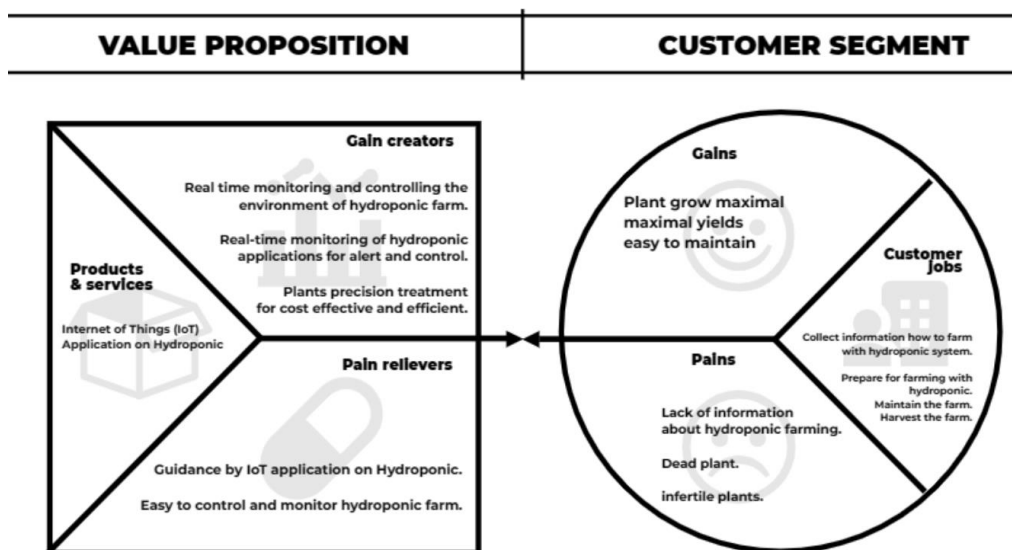 VALUE PROPOSITION
CUSTOMER SEGMENT
Gain creators
Real time monitoring and controlling the
environment of hydroponic farm.
Real-time monitoring of hydroponic
applications for alert and control.
Plants precision treatment
for cost effective and efficient.
Products
& services
Internet of Things (IoT)
Application on Hydroponic
Pain relievers
Guidance by IoT application on Hydroponic.
Easy to control and monitor hydroponic farm.
Gains
Plant grow maximal
maximal yields
easy to maintain
Customer
jobs
Collect information how to farm
with hydroponic system.
Prepare for farming with
hydroponic.
Maintain the farm.
Harvest the farm.
Pains
Lack of information
about hydroponic farming.
Dead plant.
infertile plants.